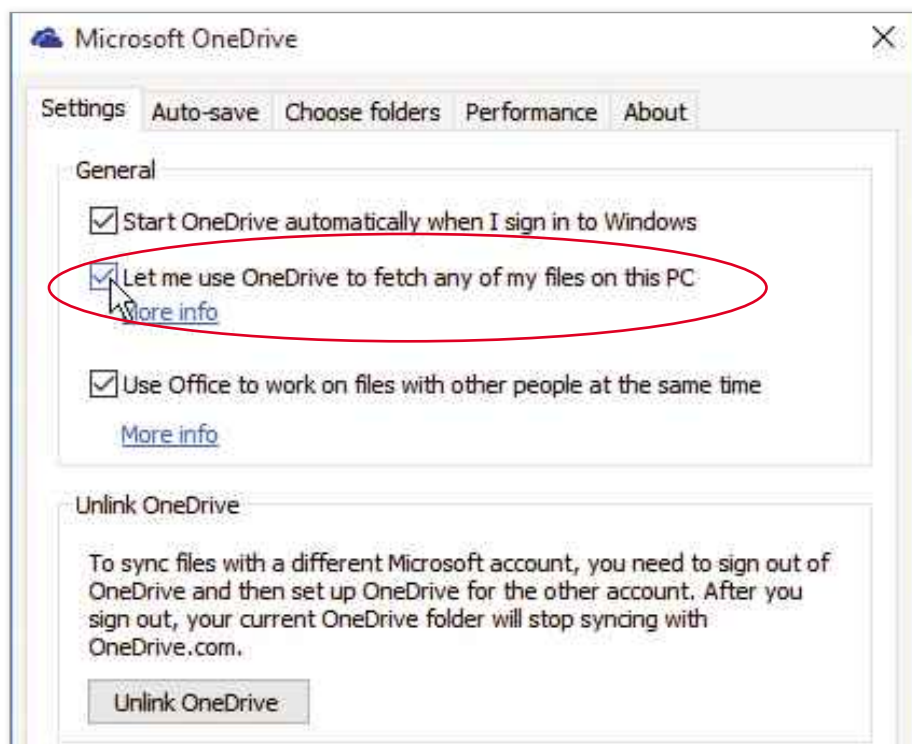 Microsoft OneDrive
Settings Auto-save Choose folders Performance About
General
Start OneDrive automatically when I sign in to Windows
Let me use OneDrive to fetch any of my files on this PC
More info
Use Office to work on files with other people at the same time
More info
Unlink OneDrive
To sync files with a different Microsoft account, you need to sign out of
OneDrive and then set up OneDrive for the other account. After you
sign out, your current OneDrive folder will stop syncing with
OneDrive.com.
Unlink OneDrive